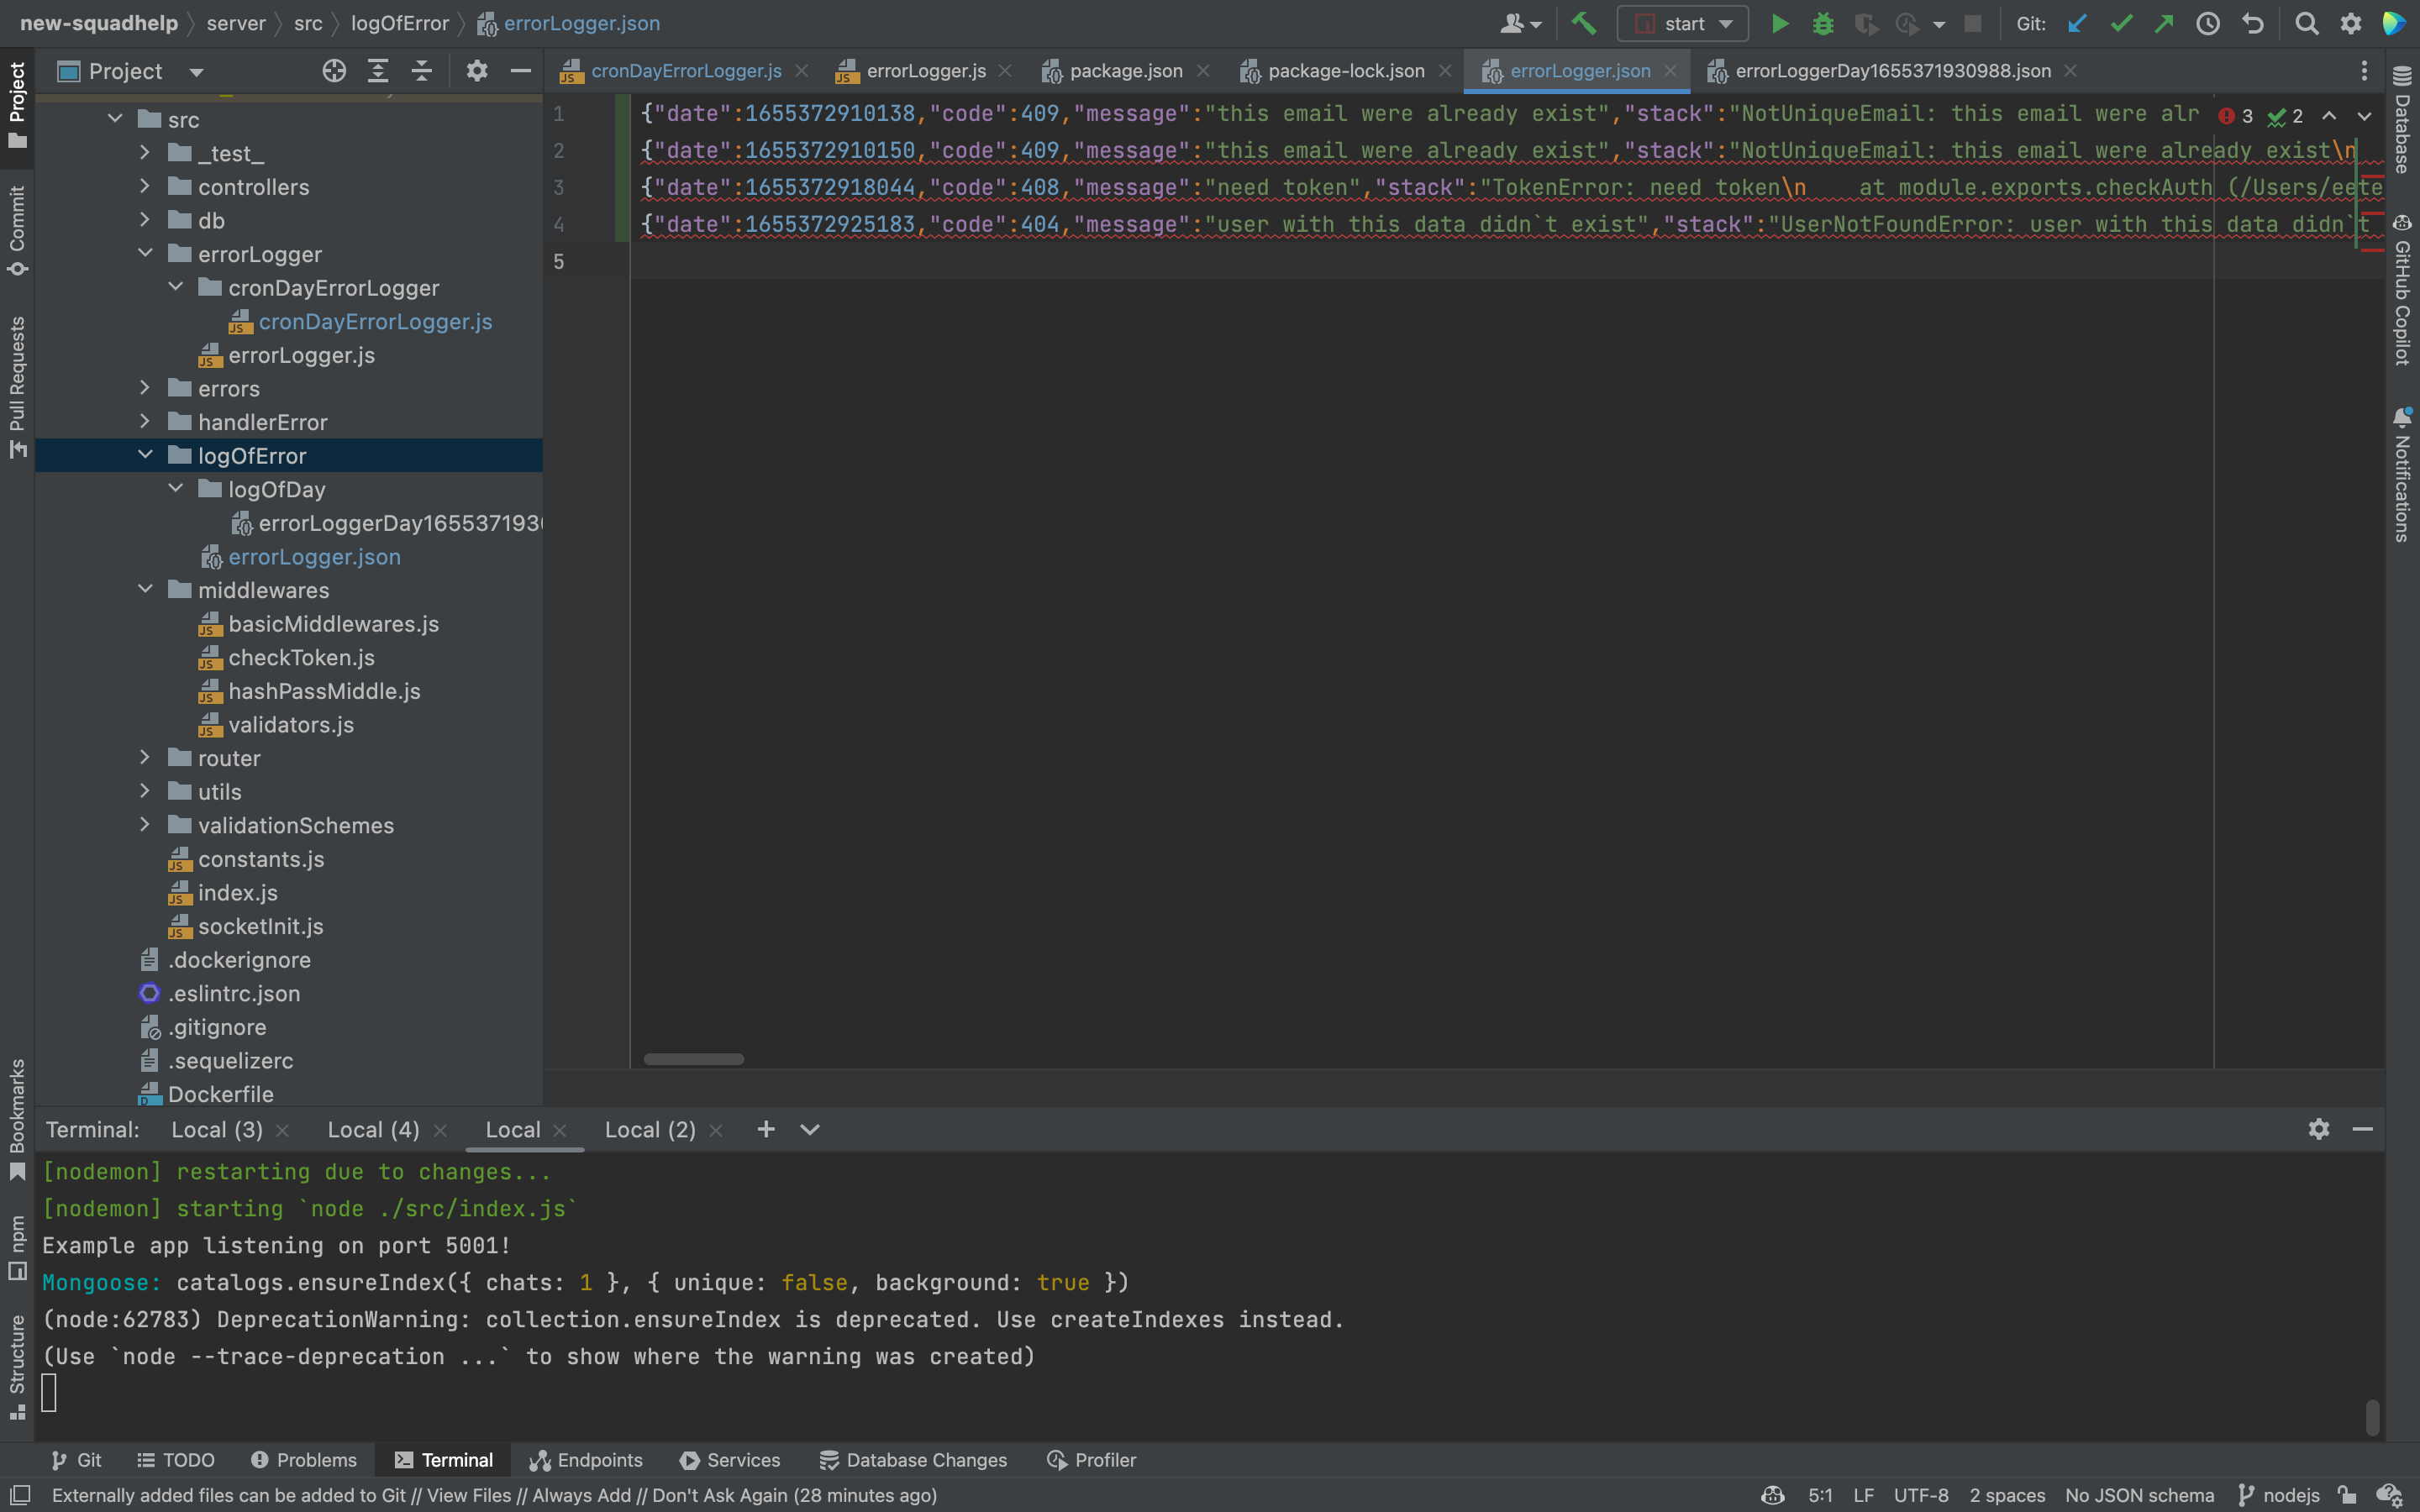 new-squadhelp server src logOfError errorLogger.json start Git:
Project
cronDayErrorLogger.js errorLogger.js package.json package-lock.json errorLogger.json errorLoggerDay1655371930988.json
Project
Commit
Pull Requests
Bookmarks
npm
Structure
src
_test_
controllers
db
errorLogger
cronDayErrorLogger
cronDayErrorLogger.js
errorLogger.js
errors
handlerError
logOfError
logOfDay
errorLoggerDay1655371930
errorLogger.json
middlewares
basicMiddlewares.js
checkToken.js
hashPassMiddle.js
validators.js
router
utils
validationSchemes
constants.js
index.js
socketInit.js
.dockerignore
.eslintrc.json
.gitignore
.sequelizerc
Dockerfile
1 {"date":1655372910138,"code":409,"message":"this email were already exist","stack":"NotUniqueEmail: this email were alr 3 2
2 {"date":1655372910150,"code":409,"message":"this email were already exist","stack":"NotUniqueEmail: this email were already exist\n
3 {"date":1655372918044,"code":408,"message":"need token","stack":"TokenError: need token\n    at module.exports.checkAuth (/Users/eete
4 {"date":1655372925183,"code":404,"message":"user with this data didn`t exist","stack":"UserNotFoundError: user with this data didn`t
5
Database
GitHub Copilot
Notifications
Terminal: Local (3) Local (4) Local Local (2)
[nodemon] restarting due to changes...
[nodemon] starting `node ./src/index.js`
Example app listening on port 5001!
Mongoose: catalogs.ensureIndex({ chats: 1 }, { unique: false, background: true })
(node:62783) DeprecationWarning: collection.ensureIndex is deprecated. Use createIndexes instead.
(Use `node --trace-deprecation ...` to show where the warning was created)
Git TODO Problems Terminal Endpoints Services Database Changes Profiler
Externally added files can be added to Git // View Files // Always Add // Don't Ask Again (28 minutes ago) 5:1 LF UTF-8 2 spaces No JSON schema nodejs